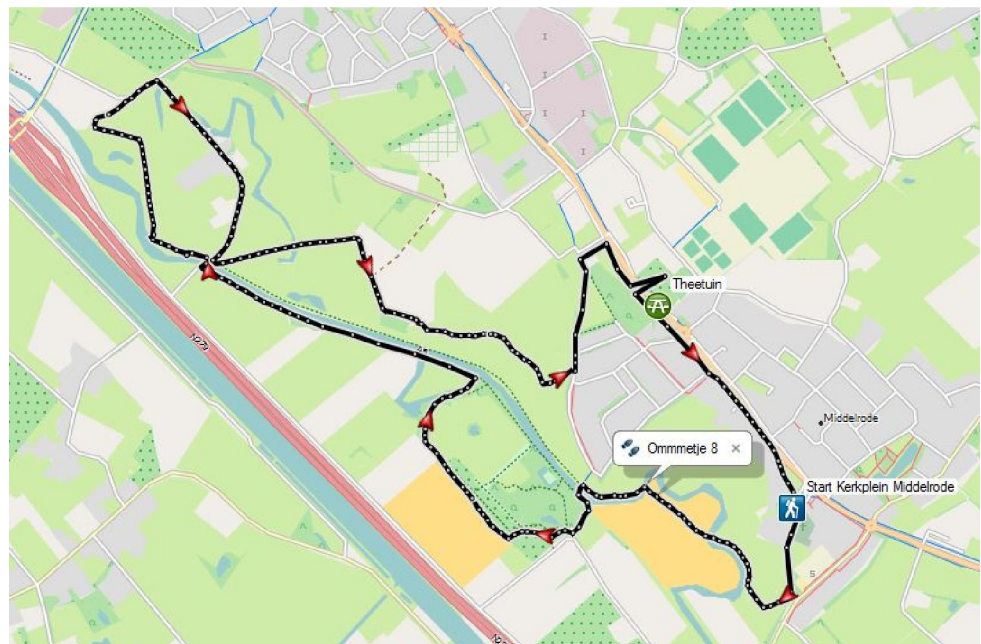 Theetuin
Middelrode
Ommmetje 8 ×
Start Kerkplein Middelrode
N279